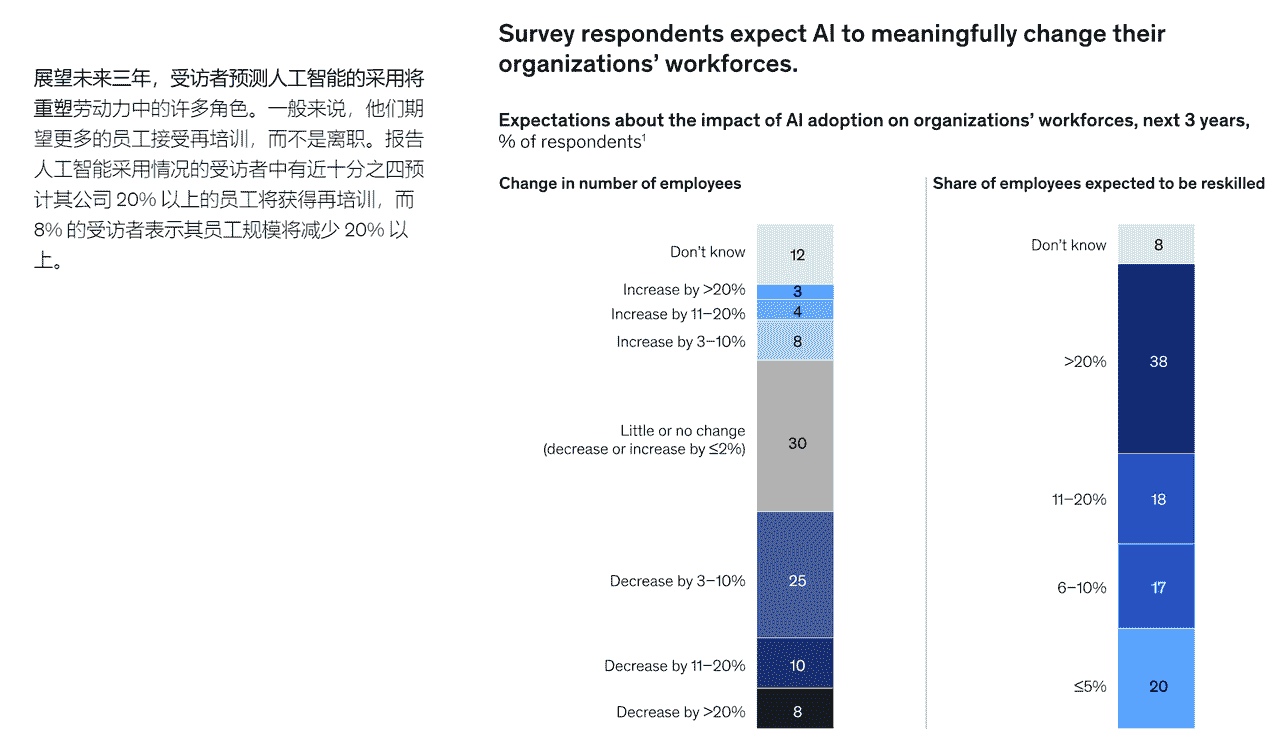 展望未来三年，受访者预测人工智能的采用将
重塑劳动力中的许多角色。一般来说，他们期
望更多的员工接受再培训，而不是离职。报告
人工智能采用情况的受访者中有近十分之四预
计其公司 20% 以上的员工将获得再培训，而
8% 的受访者表示其员工规模将减少 20% 以
上。
Survey respondents expect AI to meaningfully change their
organizations’ workforces.
Expectations about the impact of AI adoption on organizations’ workforces, next 3 years,
% of respondents¹
Change in number of employees
Don’t know 12
Increase by >20% 3
Increase by 11–20% 4
Increase by 3–10% 8
Little or no change
(decrease or increase by ≤2%) 30
Decrease by 3–10% 25
Decrease by 11–20% 10
Decrease by >20% 8
Share of employees expected to be reskilled
Don’t know 8
>20% 38
11–20% 18
6–10% 17
≤5% 20